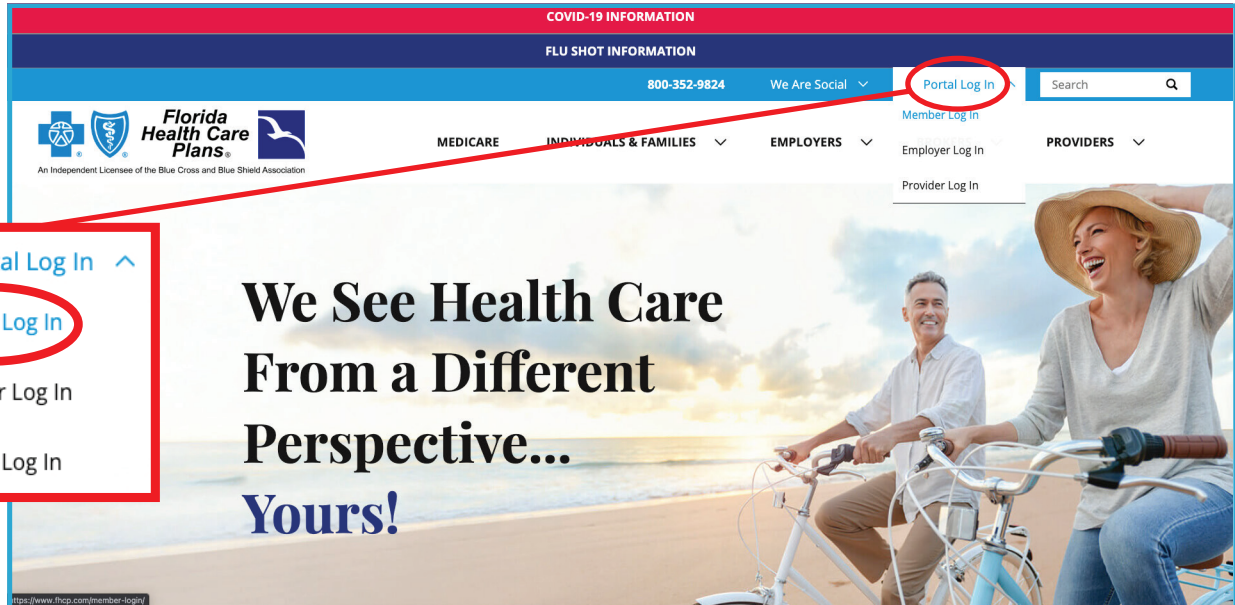 COVID-19 INFORMATION
FLU SHOT INFORMATION
800-352-9824 We Are Social Portal Log In Search
Member Log In
Employer Log In
Provider Log In
Florida
Health Care
Plans®
An Independent Licensee of the Blue Cross and Blue Shield Association
MEDICARE INDIVIDUALS & FAMILIES EMPLOYERS PROVIDERS
al Log In
Log In
r Log In
Log In
We See Health Care
From a Different
Perspective...
Yours!
https://www.fhcp.com/member-login/